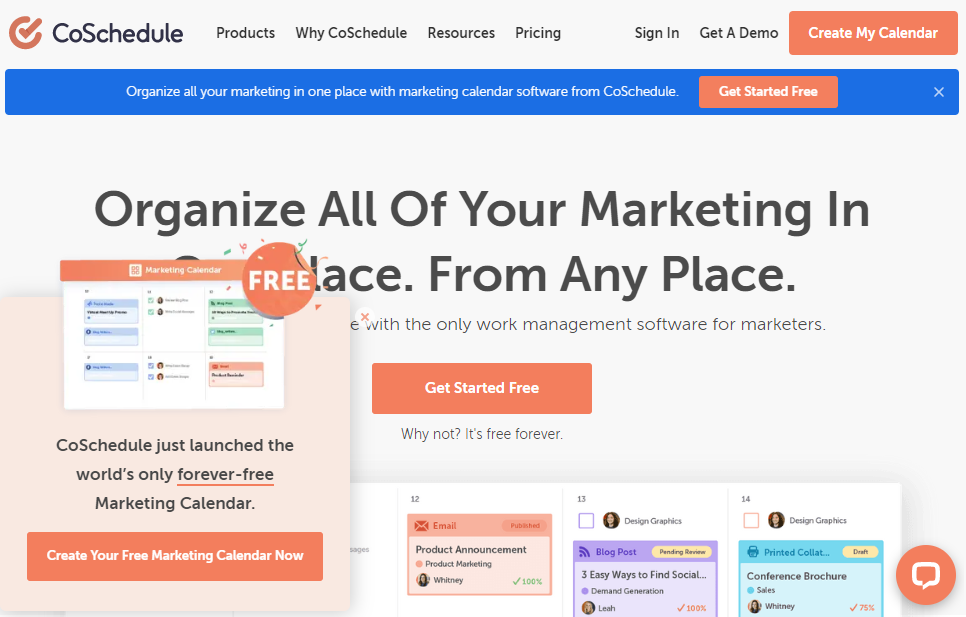 CoSchedule
Products Why CoSchedule Resources Pricing Sign In Get A Demo Create My Calendar
Organize all your marketing in one place with marketing calendar software from CoSchedule. Get Started Free
Organize All Of Your Marketing In
lace. From Any Place.
with the only work management software for marketers.
Get Started Free
Why not? It's free forever.
Marketing Calendar
FREE
Blog Post
Email
Product Reminder
CoSchedule just launched the
world's only forever-free
Marketing Calendar.
Create Your Free Marketing Calendar Now
12
Email Published
Product Announcement
Product Marketing
Whitney 100%
13
Design Graphics
Blog Post Pending Review
3 Easy Ways to Find Social...
Demand Generation
Leah 100%
14
Design Graphics
Printed Collat... Draft
Conference Brochure
Sales
Whitney 75%